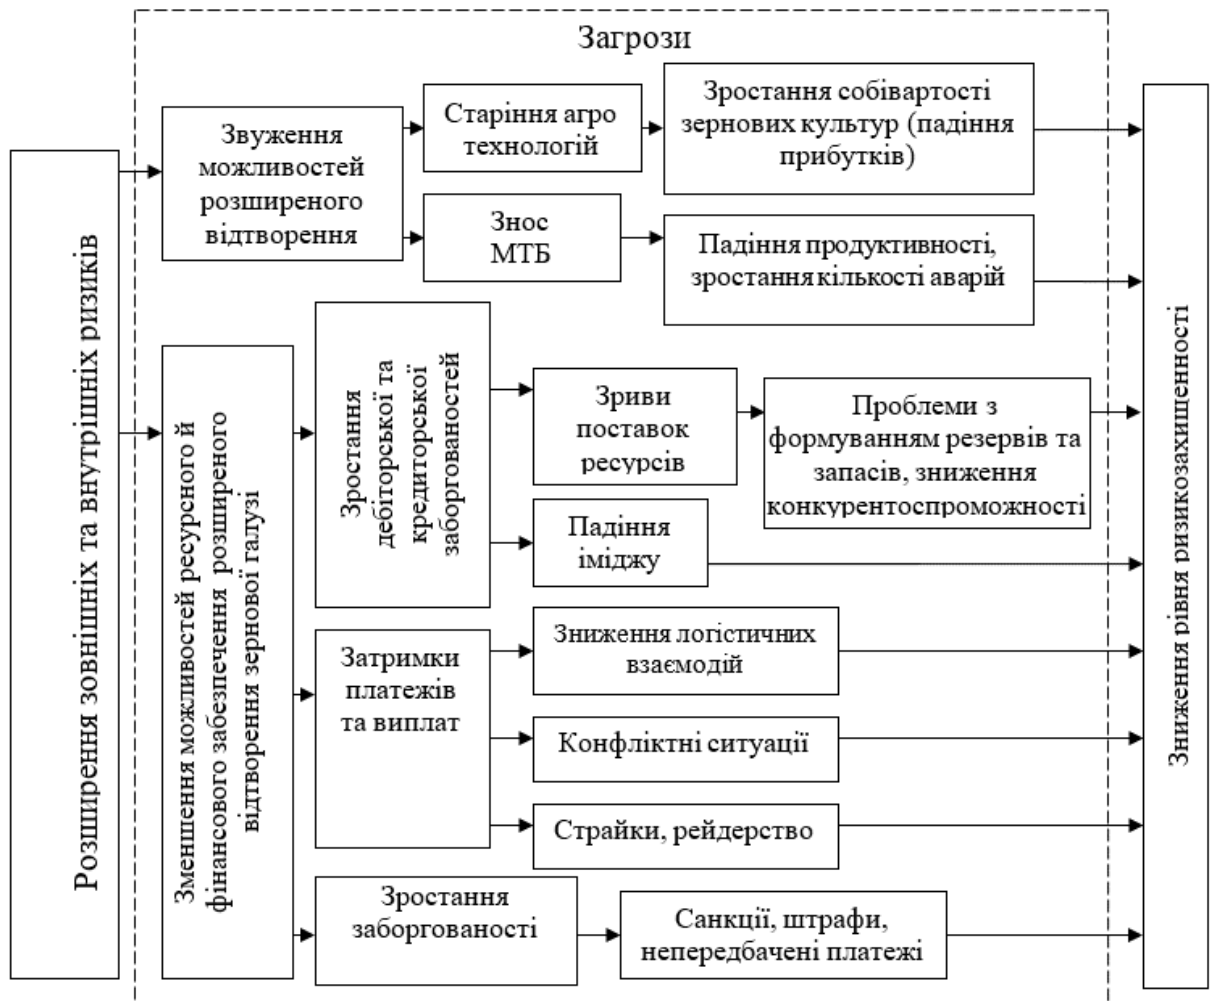 Загрози
Розширення зовнішніх та внутрішніх ризиків
Звуження
можливостей
розширеного
відтворення
Старіння агро
технологій
Зростання собівартості
зернових культур (падіння
прибутків)
Знос
МТБ
Падіння продуктивності,
зростання кількості аварій
Зменшення можливостей ресурсного й
фінансового забезпечення розширеного
відтворення зернової галузі
Зростання
дебіторської та
кредиторської
заборгованостей
Зриви
поставок
ресурсів
Проблеми з
формуванням резервів та
запасів, зниження
конкурентоспроможності
Падіння
іміджу
Затримки
платежів
та виплат
Зниження логістичних
взаємодій
Конфліктні ситуації
Страйки, рейдерство
Зростання
заборгованості
Санкції, штрафи,
непередбачені платежі
Зниження рівня ризикозахищенності